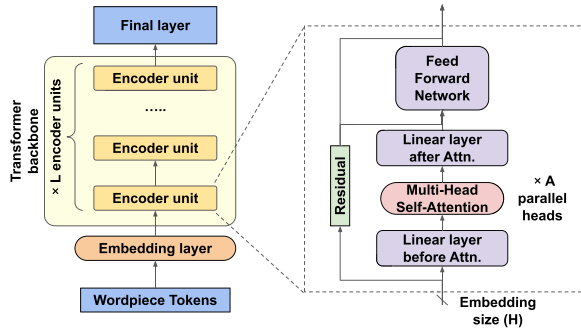 Final layer
Transformer
backbone
× L encoder units
Encoder unit
.....
Encoder unit
Encoder unit
Embedding layer
Wordpiece Tokens
Feed
Forward
Network
Linear layer
after Attn.
Residual
Multi-Head
Self-Attention
× A
parallel
heads
Linear layer
before Attn.
Embedding
size (H)